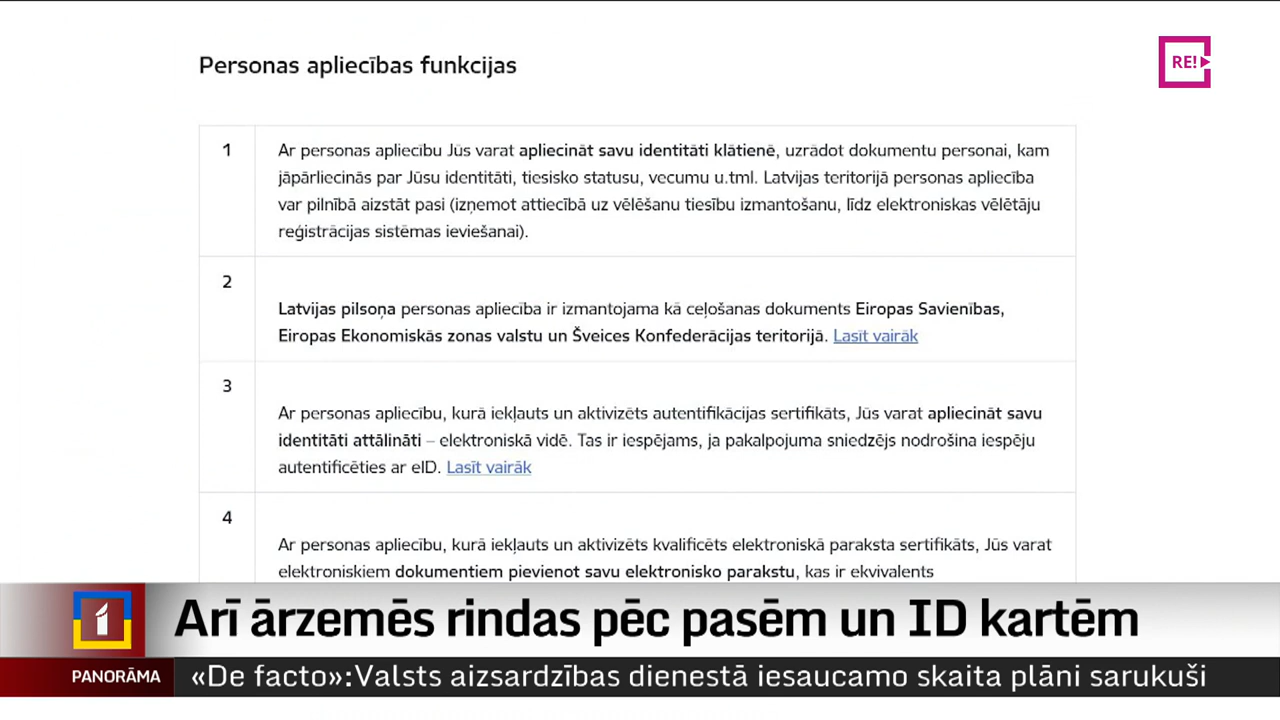 Personas apliecības funkcijas
RE!
1
Ar personas apliecību Jūs varat apliecināt savu identitāti klātienē, uzrādot dokumentu personai, kam
jāpārliecinās par Jūsu identitāti, tiesisko statusu, vecumu u.tml. Latvijas teritorijā personas apliecība
var pilnībā aizstāt pasi (izņemot attiecībā uz vēlēšanu tiesību izmantošanu, līdz elektroniskas vēlētāju
reģistrācijas sistēmas ieviešanai).
2
Latvijas pilsoņa personas apliecība ir izmantojama kā ceļošanas dokuments Eiropas Savienības,
Eiropas Ekonomiskās zonas valstu un Šveices Konfederācijas teritorijā. Lasīt vairāk
3
Ar personas apliecību, kurā iekļauts un aktivizēts autentifikācijas sertifikāts, Jūs varat apliecināt savu
identitāti attālināti – elektroniskā vidē. Tas ir iespējams, ja pakalpojuma sniedzējs nodrošina iespēju
autentificēties ar eID. Lasīt vairāk
4
Ar personas apliecību, kurā iekļauts un aktivizēts kvalificēts elektroniskā paraksta sertifikāts, Jūs varat
elektroniskiem dokumentiem pievienot savu elektronisko parakstu, kas ir ekvivalents
1
Arī ārzemēs rindas pēc pasēm un ID kartēm
PANORĀMA
«De facto»:Valsts aizsardzības dienestā iesaucamo skaita plāni sarukuši